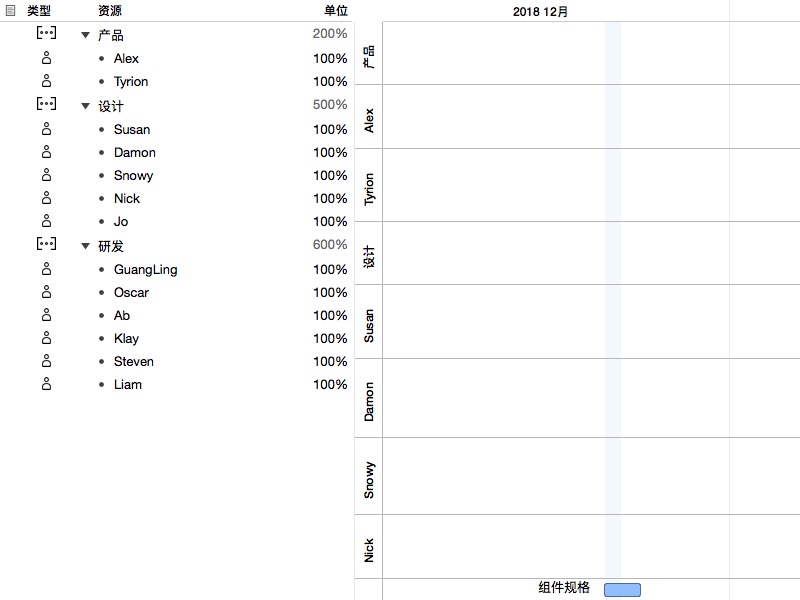 类型 资源 单位
产品 200%
Alex 100%
Tyrion 100%
设计 500%
Susan 100%
Damon 100%
Snowy 100%
Nick 100%
Jo 100%
研发 600%
GuangLing 100%
Oscar 100%
Ab 100%
Klay 100%
Steven 100%
Liam 100%
2018 12月
产品
Alex
Tyrion
设计
Susan
Damon
Snowy
Nick
组件规格